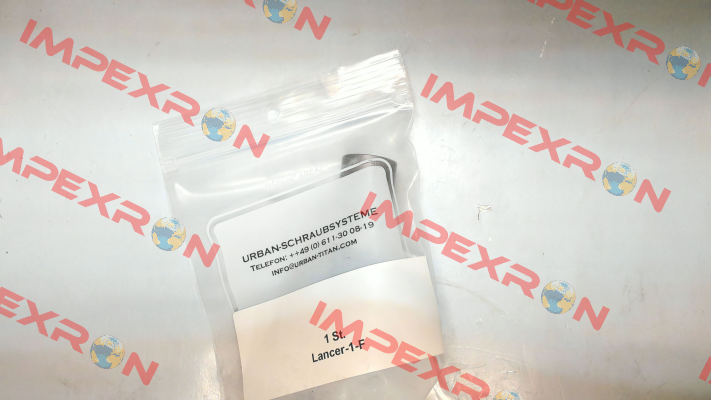 IMPEXRON
IMPEXRON
IMPEXRON
IMPEXRON
IMPEXRON
IMPEXRON
IMPEXRON
URBAN-SCHRAUBSYSTEME
TELEFON: ++49 (0) 611-30 08-19
INFO@URBAN-TITAN.COM
1 St.
Lancer-1-F